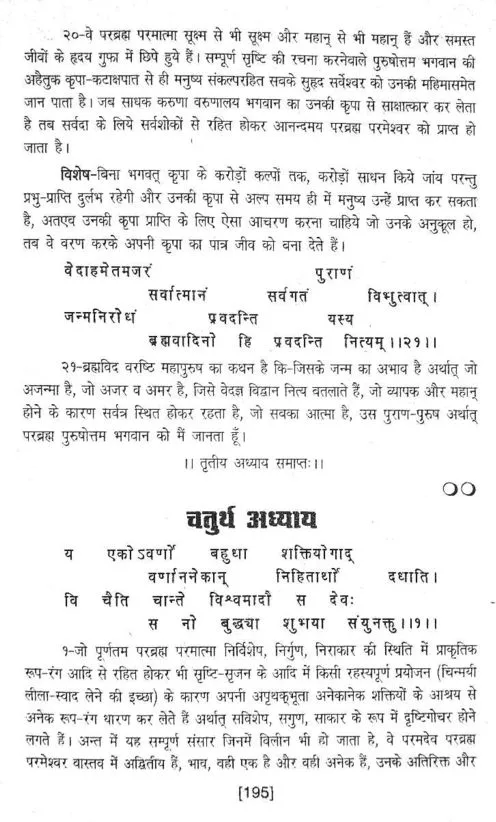 २०-वे परब्रह्म परमात्मा सूक्ष्म से भी सूक्ष्म और महान् से भी महान् हैं और समस्त
जीवों के हृदय गुफा में छिपे हुये हैं। सम्पूर्ण सृष्टि की रचना करनेवाले पुरुषोत्तम भगवान की
अहैतुक कृपा-कटाक्षपात से ही मनुष्य संकल्परहित सबके सुहृद सर्वेश्वर को उनकी महिमासमेत
जान पाता है। जब साधक करुणा वरुणालय भगवान का उनकी कृपा से साक्षात्कार कर लेता
है तब सर्वदा के लिये सर्वशोकों से रहित होकर आनन्दमय परब्रह्म परमेश्वर को प्राप्त हो
जाता है।
विशेष-बिना भगवत् कृपा के करोड़ों कल्पों तक, करोड़ों साधन किये जांय परन्तु
प्रभु-प्राप्ति दुर्लभ रहेगी और उनकी कृपा से अल्प समय ही में मनुष्य उन्हें प्राप्त कर सकता
है, अतएव उनकी कृपा प्राप्ति के लिए ऐसा आचरण करना चाहिये जो उनके अनुकूल हो,
तब वे वरण करके अपनी कृपा का पात्र जीव को बना देते हैं।
वेदाहमेतमजरं पुराणं
सर्वात्मानं सर्वगतं विभुत्वात्।
जन्मनिरोधं प्रवदन्ति यस्य
ब्रह्मवादिनो हि प्रवदन्ति नित्यम्।।२१।।
२१-ब्रह्मविद वरष्ठि महापुरुष का कथन है कि-जिसके जन्म का अभाव है अर्थात् जो
अजन्मा है, जो अजर व अमर है, जिसे वेदज्ञ विद्वान नित्य बतलाते हैं, जो व्यापक और महान्
होने के कारण सर्वत्र स्थित होकर रहता है, जो सबका आत्मा है, उस पुराण-पुरुष अर्थात्
परब्रह्म पुरुषोत्तम भगवान को मैं जानता हूँ।
।। तृतीय अध्याय समाप्तः।।
००
चतुर्थ अध्याय
य एकोऽवर्णो बहुधा शक्तियोगाद्
वर्णाननेकान् निहितार्थो दधाति।
वि चैति चान्ते विश्वमादौ स देवः
स नो बुद्ध्या शुभया संयुनक्तु।।१।।
१-जो पूर्णतम परब्रह्म परमात्मा निर्विशेष, निर्गुण, निराकार की स्थिति में प्राकृतिक
रूप-रंग आदि से रहित होकर भी सृष्टि-सृजन के आदि में किसी रहस्यपूर्ण प्रयोजन (चिन्मयी
लीला-स्वाद लेने की इच्छा) के कारण अपनी अपृथक्भूता अनेकानेक शक्तियों के आश्रय से
अनेक रूप-रंग धारण कर लेते हैं अर्थात् सविशेष, सगुण, साकार के रूप में दृष्टिगोचर होने
लगते हैं। अन्त में यह सम्पूर्ण संसार जिनमें विलीन भी हो जाता हे, वे परमदेव परब्रह्म
परमेश्वर वास्तव में अद्वितीय हैं, भाव, वही एक है और वही अनेक हैं, उनके अतिरिक्त और
[195]